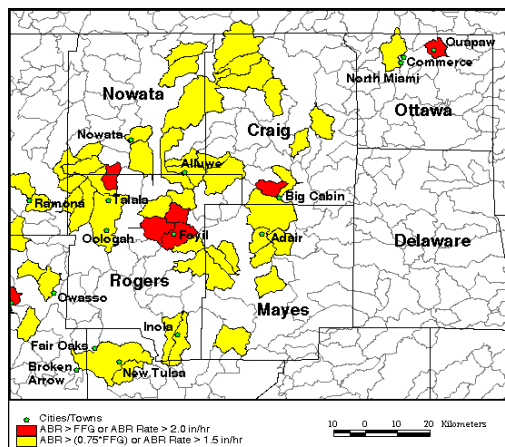 Quapaw
Commerce
North Miami
Nowata
Ottawa
Craig
Nowata
Alluwe
Ramona
Talala
Big Cabin
Oologah
Foyil
Adair
Delaware
Rogers
Owasso
Mayes
Inola
Fair Oaks
Broken
Arrow
New Tulsa
Cities/Towns
ABR > FFG or ABR Rate > 2.0 in/hr
ABR > (0.75*FFG) or ABR Rate > 1.5 in/hr
10 0 10 20 Kilometers